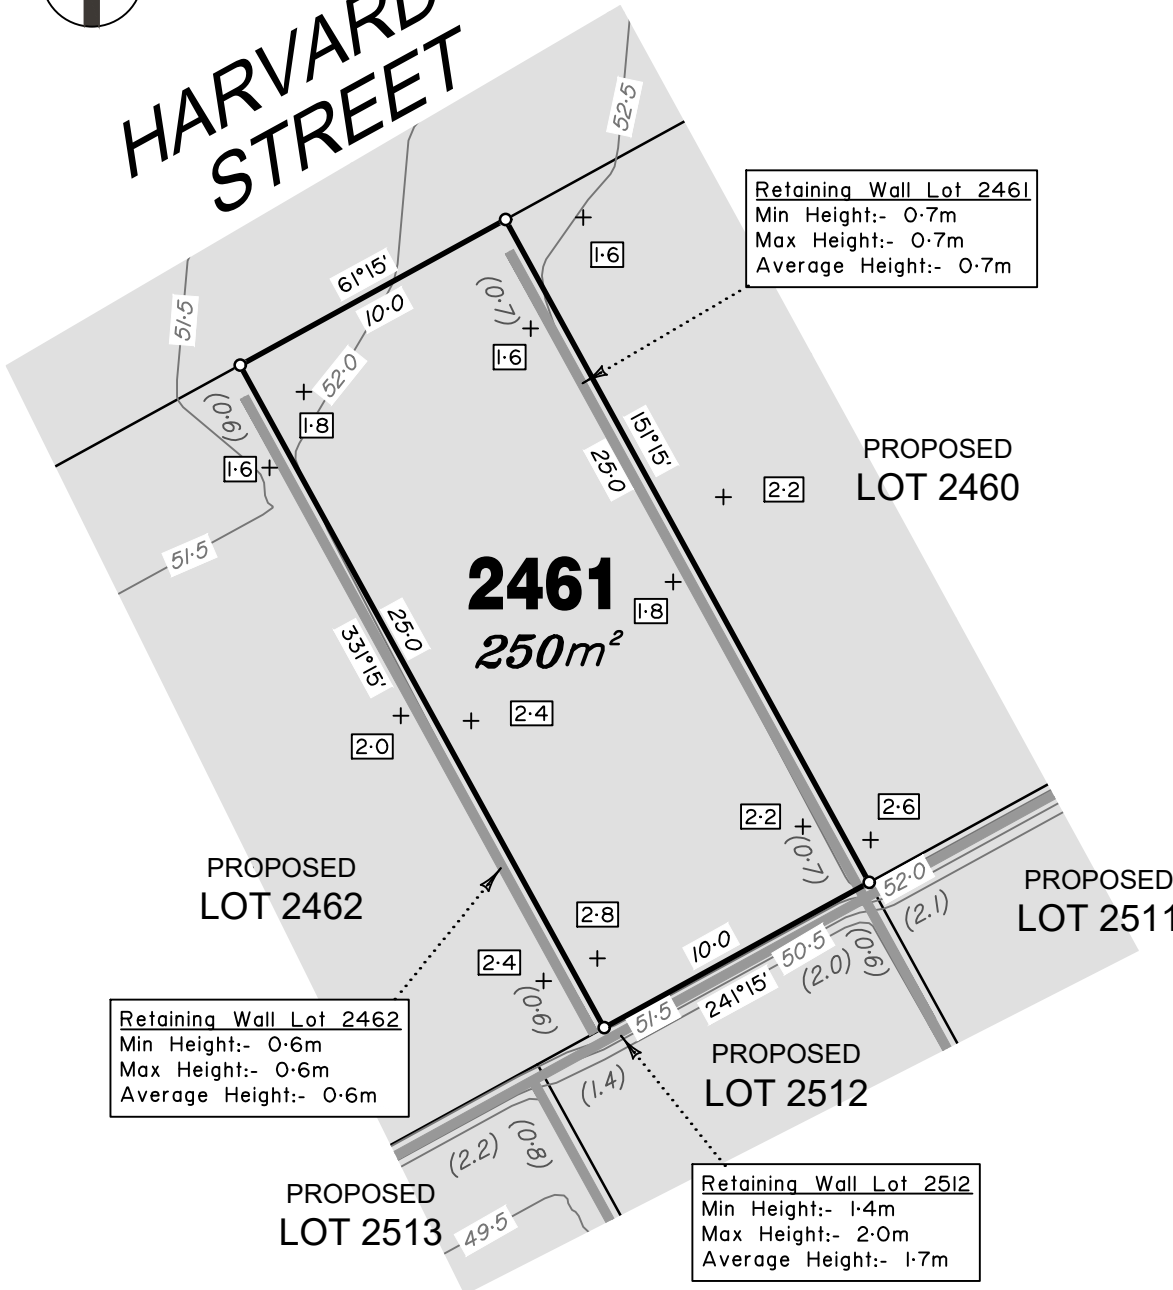 HARVARD
STREET
52·5
Retaining Wall Lot 2461
Min Height:- 0·7m
Max Height:- 0·7m
Average Height:- 0·7m
1·6
61°15'
10·0
51·5
(0·7)
1·6
52·0
(0·6)
1·8
1·6
151°15'
25·0
PROPOSED
LOT 2460
2·2
51·5
2461
250m²
1·8
25·0
331°15'
2·4
2·0
2·2
2·6
(0·7)
PROPOSED
LOT 2462
52·0
PROPOSED
LOT 2511
(2.1)
2·8
10·0
50·5
(2.0)
(0·6)
2·4
(0·6)
241°15'
51·5
Retaining Wall Lot 2462
Min Height:- 0·6m
Max Height:- 0·6m
Average Height:- 0·6m
PROPOSED
LOT 2512
(1.4)
(2.2)
(0·8)
PROPOSED
LOT 2513
49·5
Retaining Wall Lot 2512
Min Height:- 1·4m
Max Height:- 2·0m
Average Height:- 1·7m